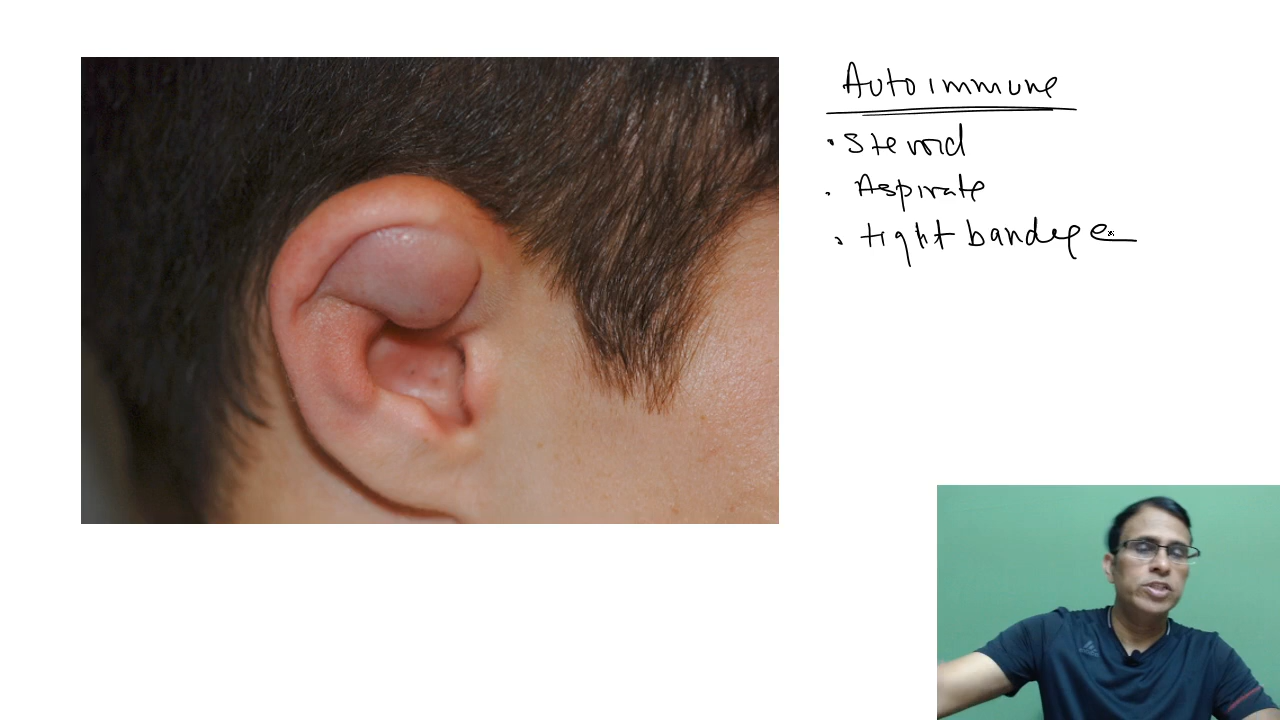 Autoimmune
• Steroid
• Aspirate
• tight bandage